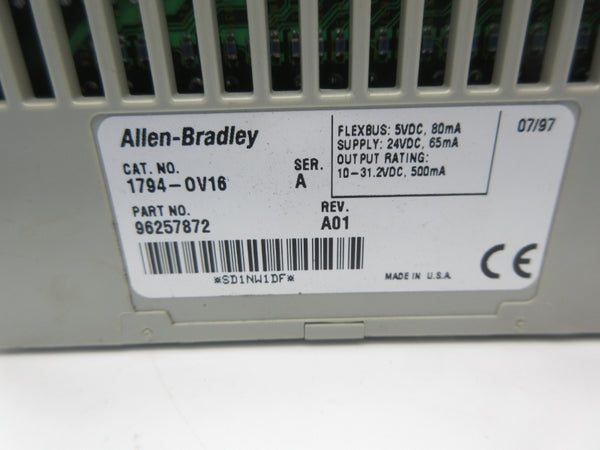 Allen-Bradley
CAT. NO.
SER.
1794-OV16
A
PART NO.
REV.
96257872
A01
*SD1NW1DF*
FLEXBUS: 5VDC, 80mA
SUPPLY: 24VDC, 65mA
OUTPUT RATING:
10-31.2VDC, 500mA
07/97
MADE IN U.S.A.
CE